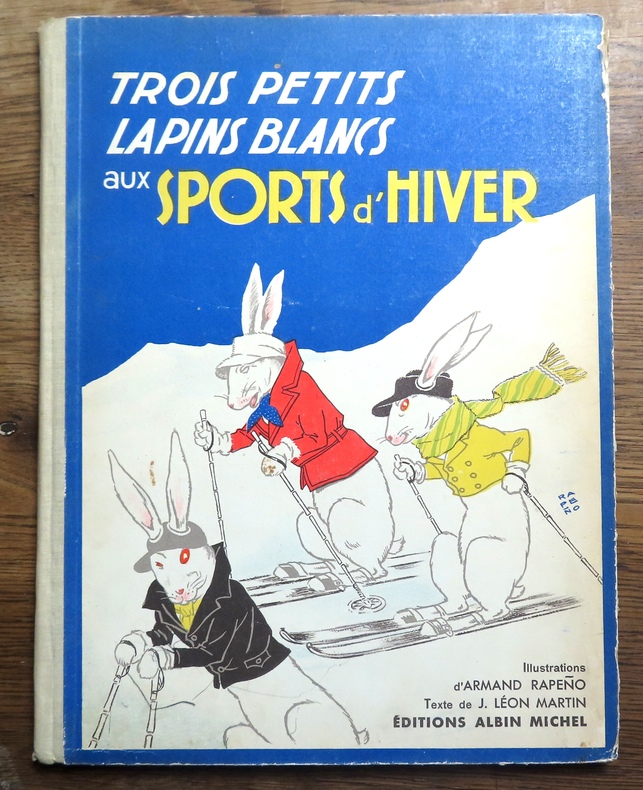 TROIS PETITS
LAPINS BLANCS
aux SPORTS d'HIVER
Illustrations
d'ARMAND RAPEÑO
Texte de J. LÉON MARTIN
ÉDITIONS ALBIN MICHEL